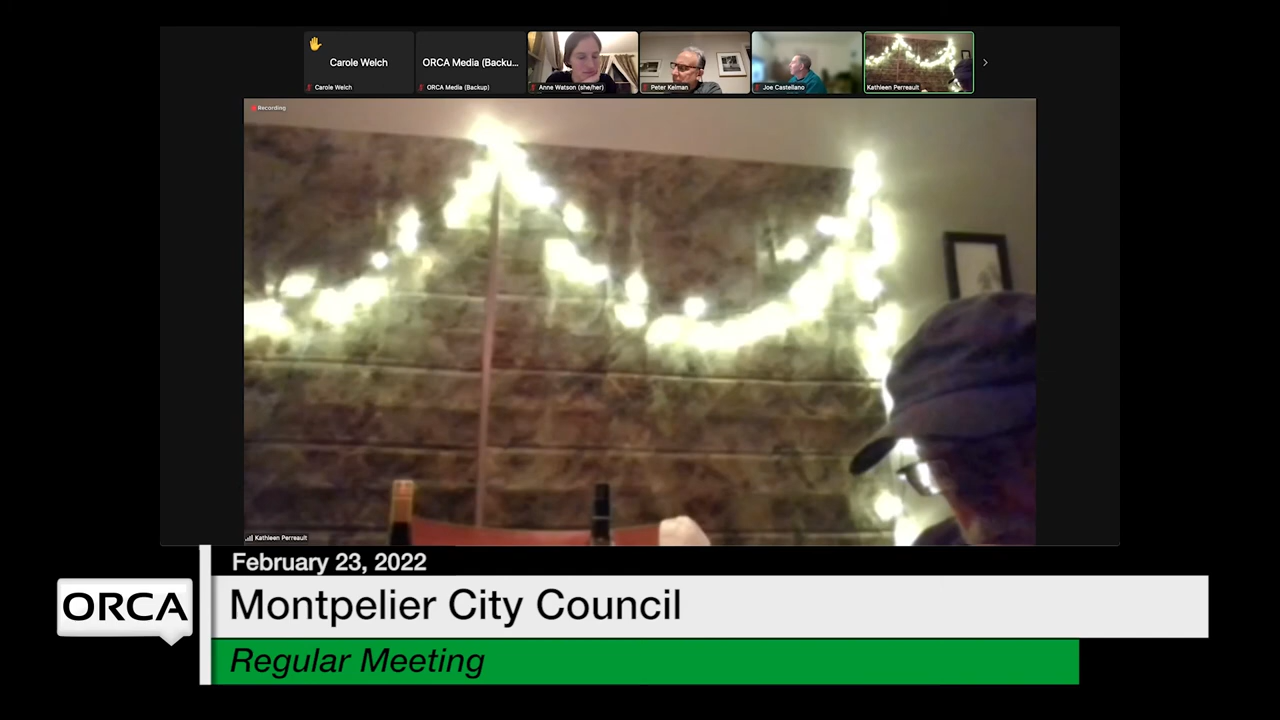 Carole Welch
ORCA Media (Backu...
Carole Welch
ORCA Media (Backup)
Anne Watson (she/her)
Peter Kelman
Joe Castellano
Kathleen Perreault
Recording
Kathleen Perreault
February 23, 2022
ORCA
Montpelier City Council
Regular Meeting